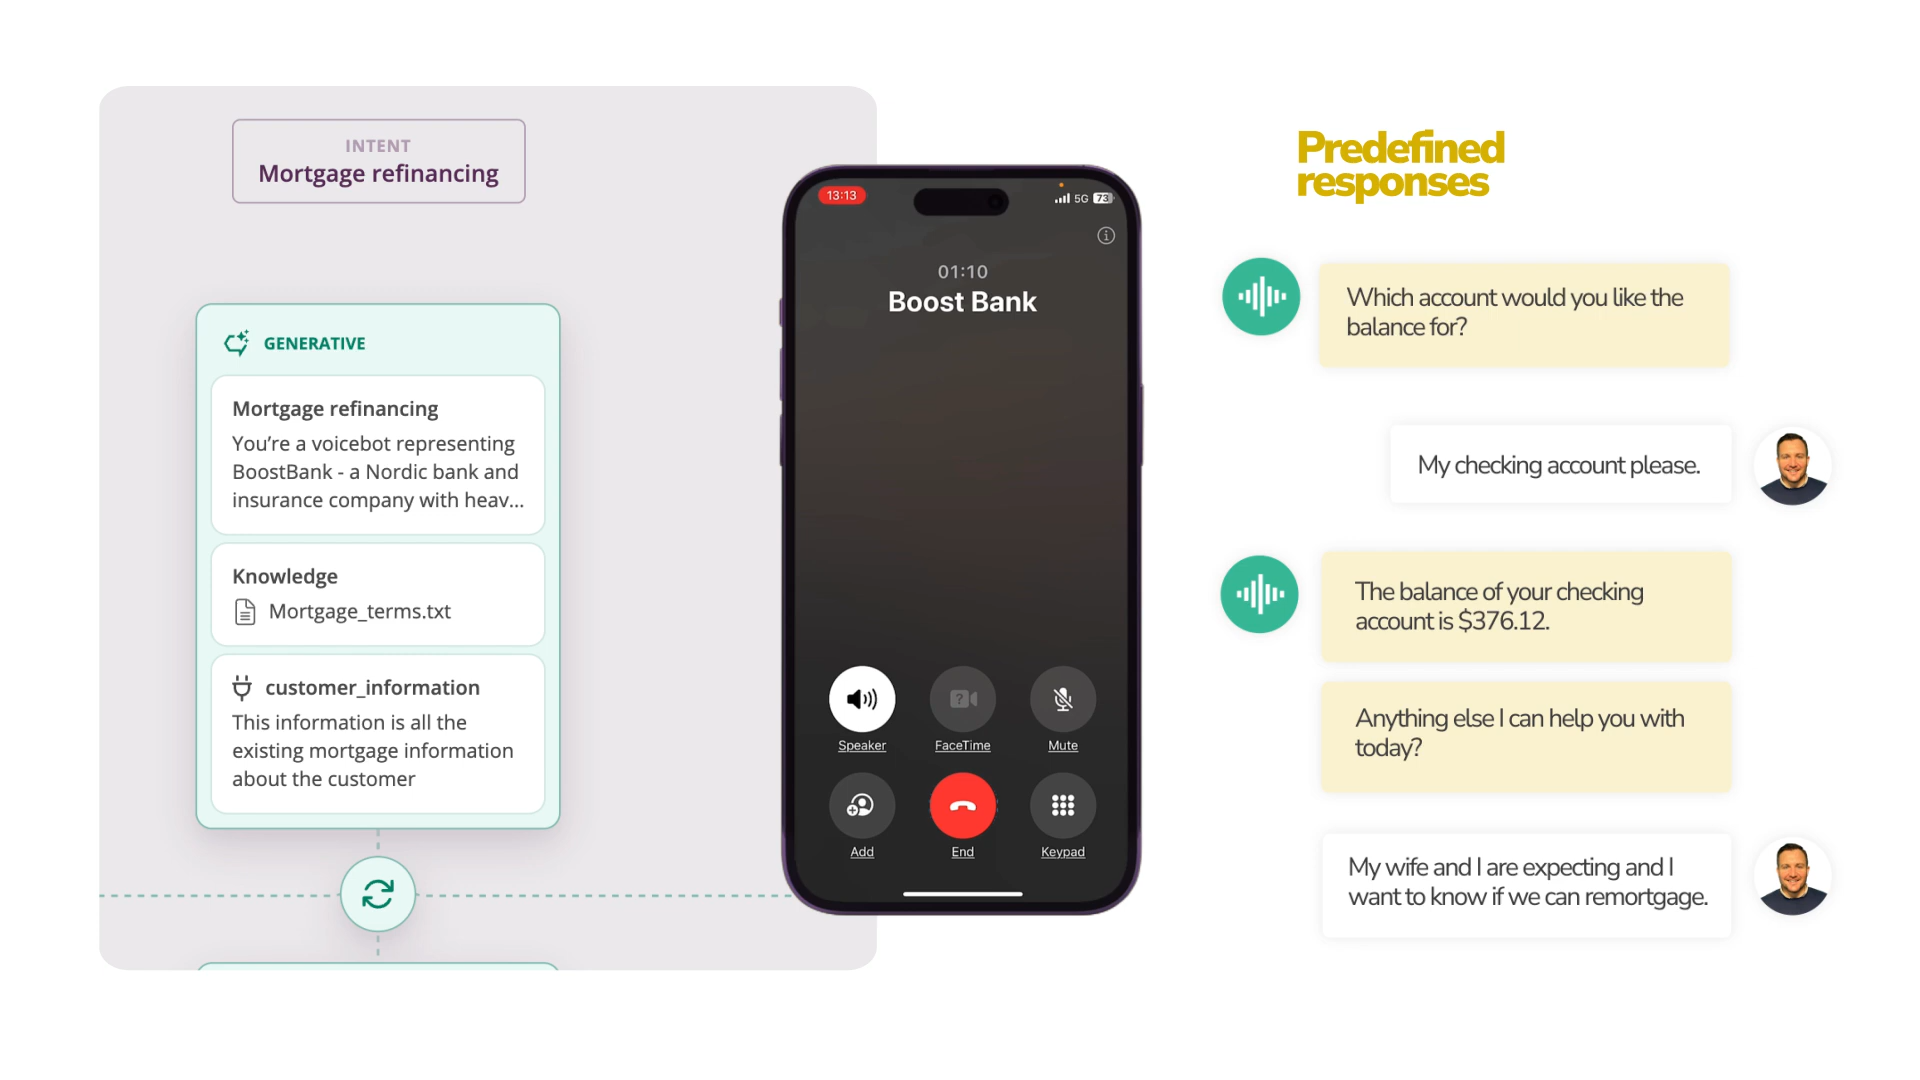 INTENT
Mortgage refinancing
GENERATIVE
Mortgage refinancing
You’re a voicebot representing
BoostBank - a Nordic bank and
insurance company with heav...
Knowledge
Mortgage_terms.txt
customer_information
This information is all the
existing mortgage information
about the customer
13:13
5G 73
01:10
Boost Bank
Speaker
FaceTime
Mute
Add
End
Keypad
Predefined
responses
Which account would you like the
balance for?
My checking account please.
The balance of your checking
account is $376.12.
Anything else I can help you with
today?
My wife and I are expecting and I
want to know if we can remortgage.